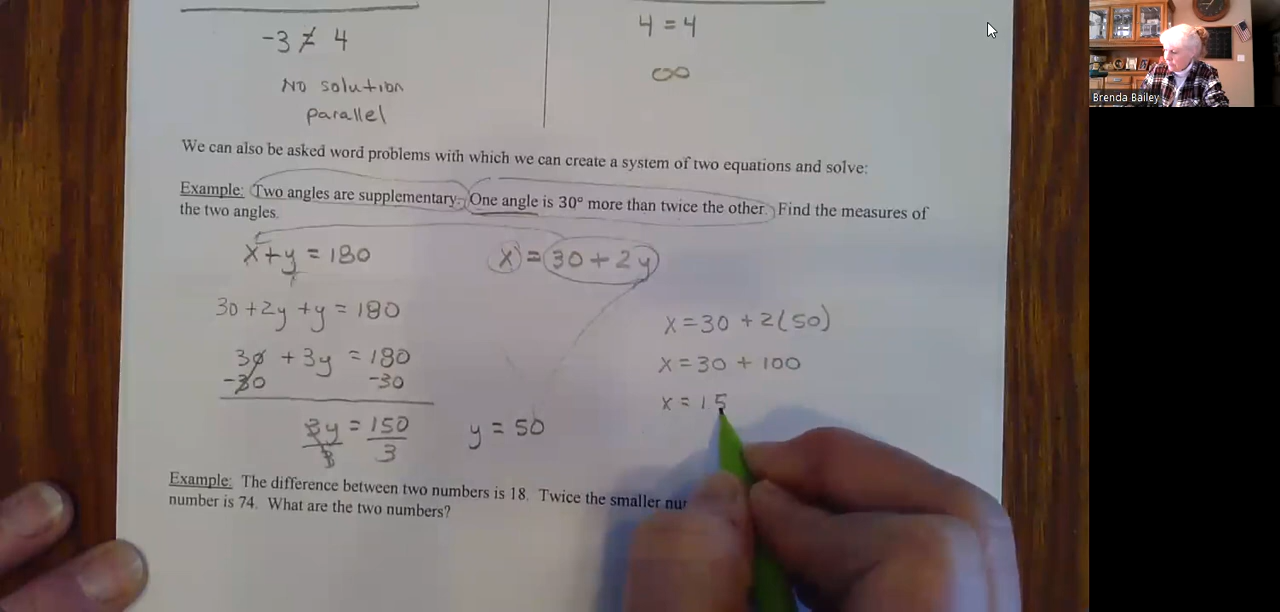 -3 ≠ 4
No solution
parallel
4 = 4
∞
Brenda Bailey
We can also be asked word problems with which we can create a system of two equations and solve:
Example: Two angles are supplementary. One angle is 30° more than twice the other. Find the measures of
the two angles.
x+y = 180
x = 30 + 2y
30 + 2y + y = 180
30 + 3y = 180
-30 -30
3y = 150
3 3
y = 50
x = 30 + 2(50)
x = 30 + 100
x = 15
Example: The difference between two numbers is 18. Twice the smaller
number is 74. What are the two numbers?